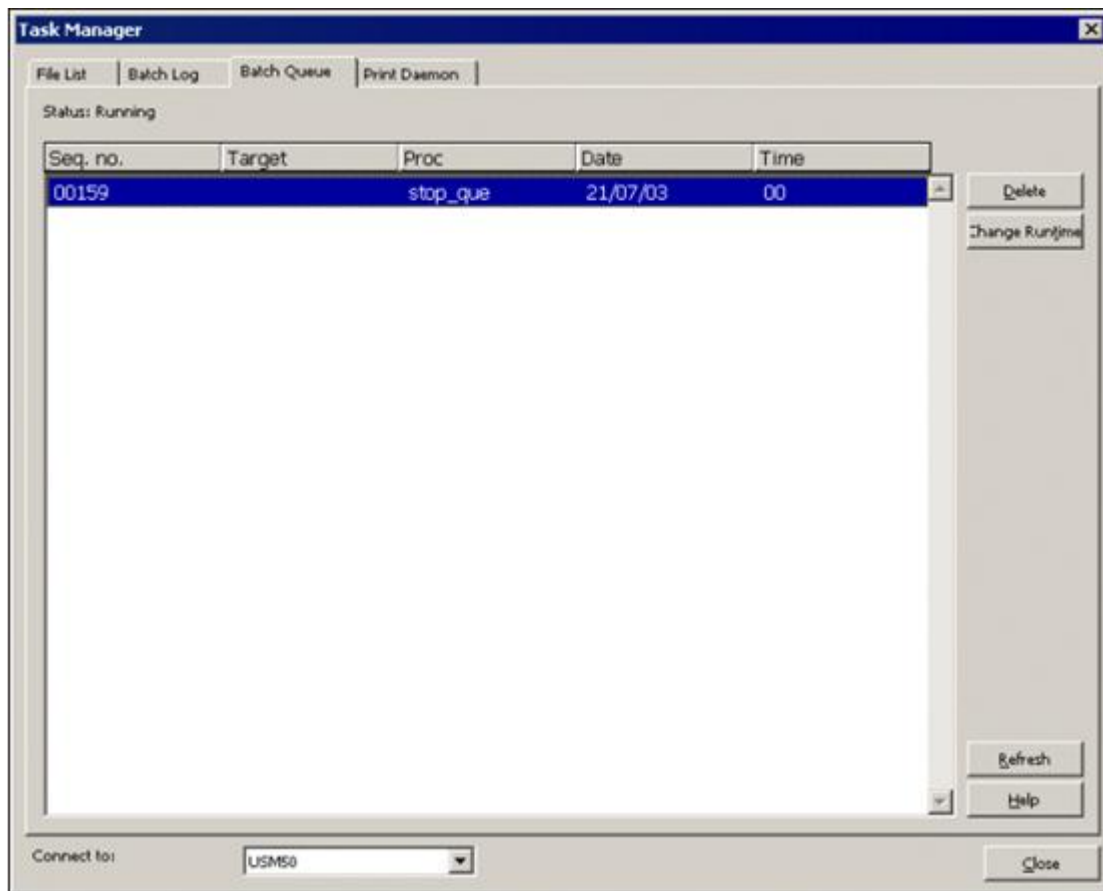 Task Manager
File List Batch Log Batch Queue Print Daemon
Status: Running
Seq. no. Target Proc Date Time
00159 stop_que 21/07/03 00
Delete
Change Runtime
Refresh
Help
Connect to: USM50
Close